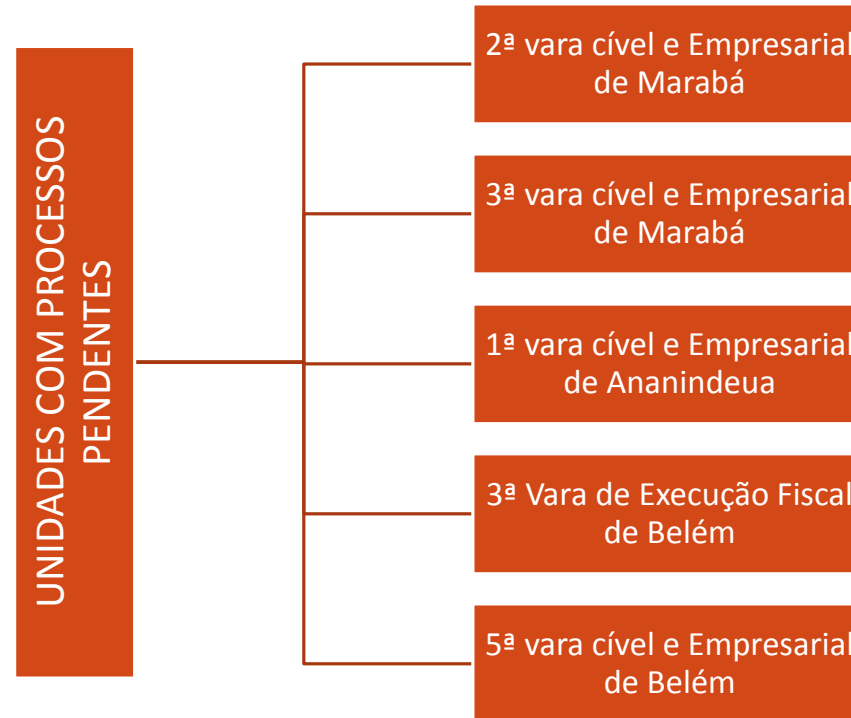 UNIDADES COM PROCESSOS
PENDENTES
2ª vara cível e Empresarial
de Marabá
3ª vara cível e Empresarial
de Marabá
1ª vara cível e Empresarial
de Ananindeua
3ª Vara de Execução Fiscal
de Belém
5ª vara cível e Empresarial
de Belém